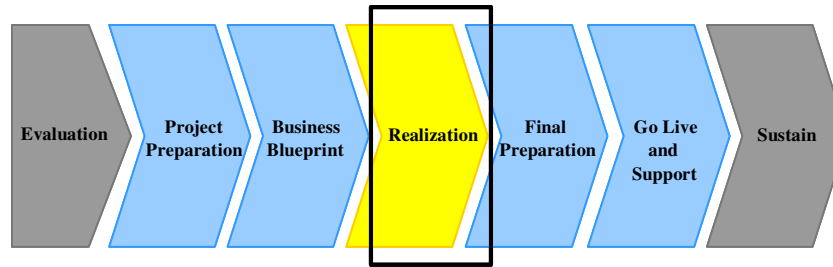 Evaluation
Project
Preparation
Business
Blueprint
Realization
Final
Preparation
Go Live
and
Support
Sustain